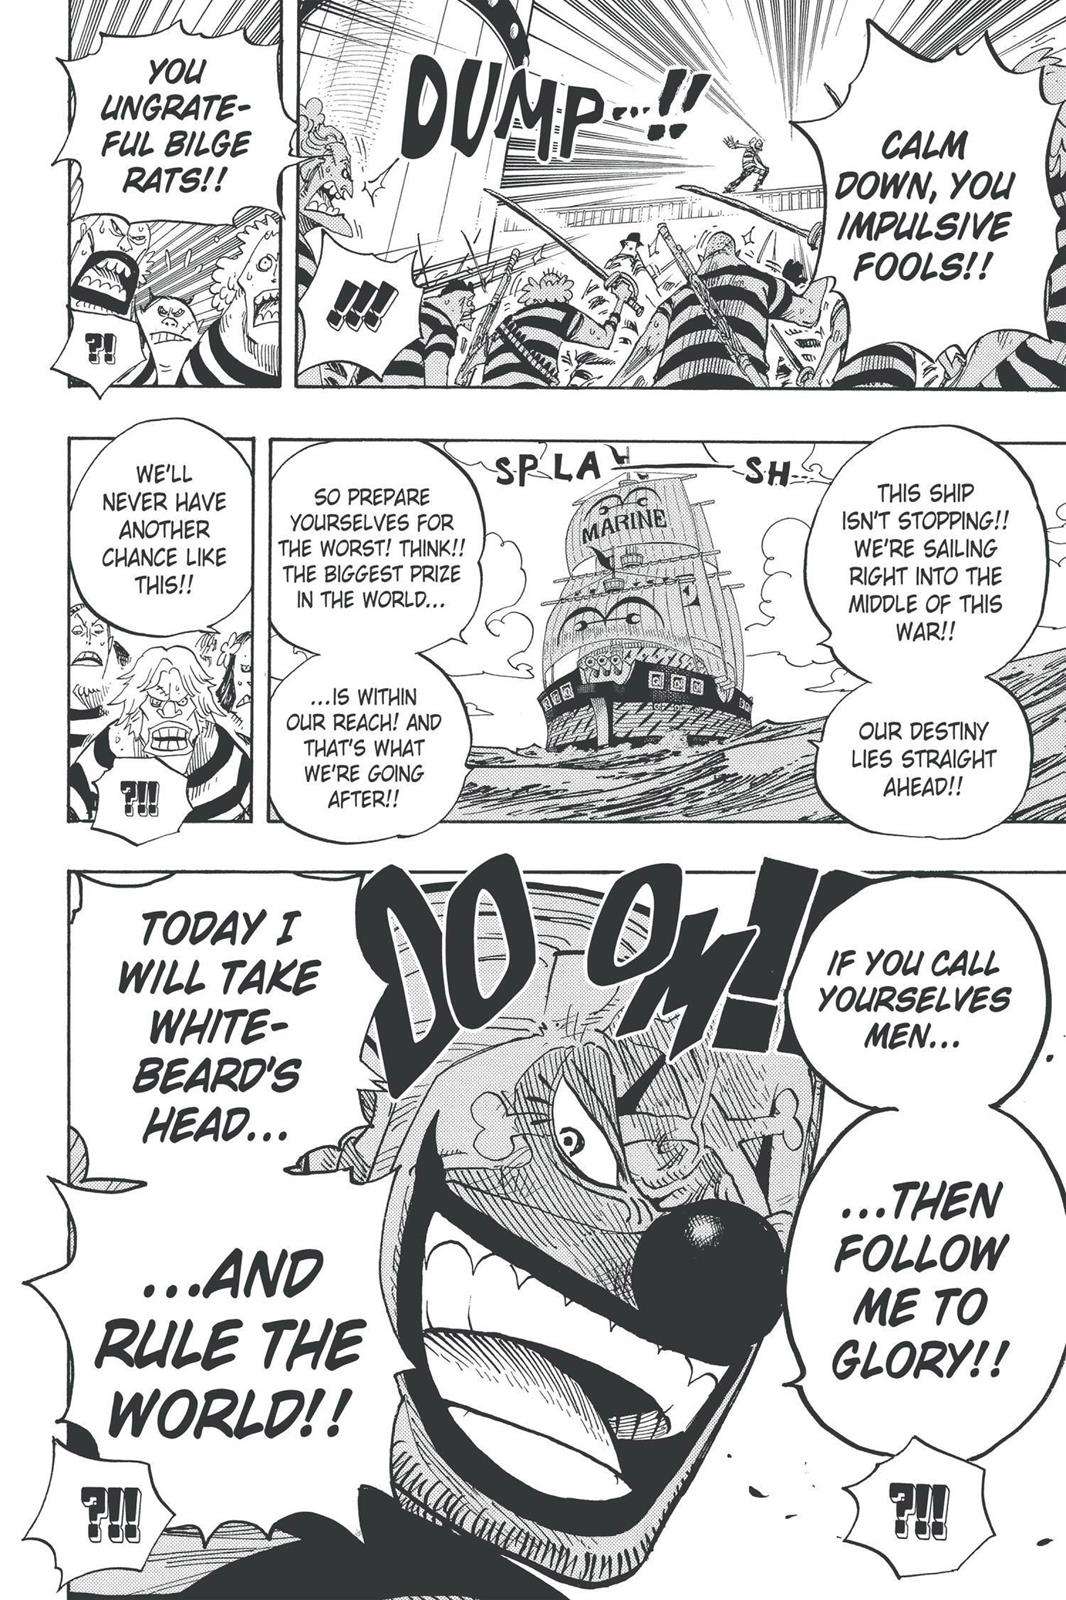 CALM
DOWN, YOU
IMPULSIVE
FOOLS!!
DUMP...!!
!!!
YOU
UNGRATE-
FUL BILGE
RATS!!
?!
THIS SHIP
ISN'T STOPPING!!
WE'RE SAILING
RIGHT INTO THE
MIDDLE OF THIS
WAR!!
OUR DESTINY
LIES STRAIGHT
AHEAD!!
SPLASH...
MARINE
SO PREPARE
YOURSELVES FOR
THE WORST! THINK!!
THE BIGGEST PRIZE
IN THE WORLD...
...IS WITHIN
OUR REACH! AND
THAT'S WHAT
WE'RE GOING
AFTER!!
WE'LL
NEVER HAVE
ANOTHER
CHANCE LIKE
THIS!!
?!!
IF YOU CALL
YOURSELVES
MEN...
...THEN
FOLLOW
ME TO
GLORY!!
?!!
DOOOM!!
TODAY I
WILL TAKE
WHITE-
BEARD'S
HEAD...
...AND
RULE THE
WORLD!!
?!!